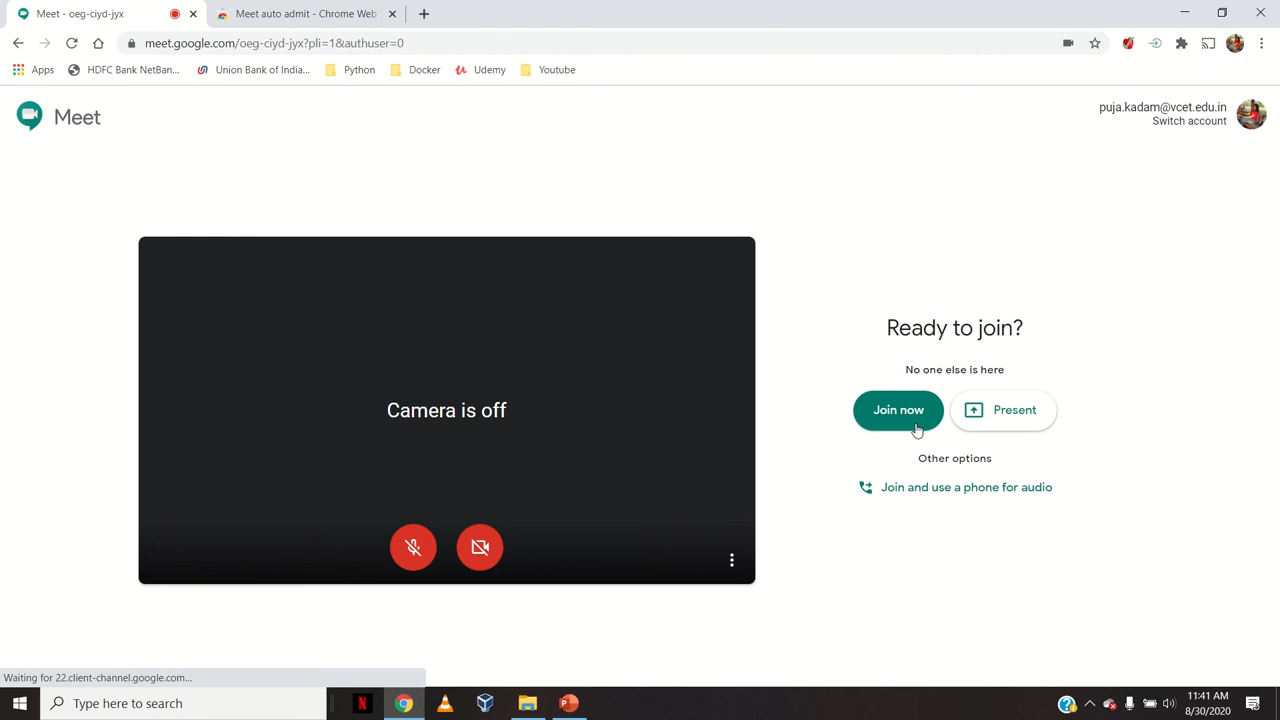 Meet - oeg-ciyd-jyx
Meet auto admit - Chrome Web
meet.google.com/oeg-ciyd-jyx?pli=1&authuser=0
Apps HDFC Bank NetBan... Union Bank of India... Python Docker Udemy Youtube
Meet
puja.kadam@vcet.edu.in
Switch account
Camera is off
Ready to join?
No one else is here
Join now
Present
Other options
Join and use a phone for audio
Waiting for 22.client-channel.google.com...
Type here to search
11:41 AM
8/30/2020